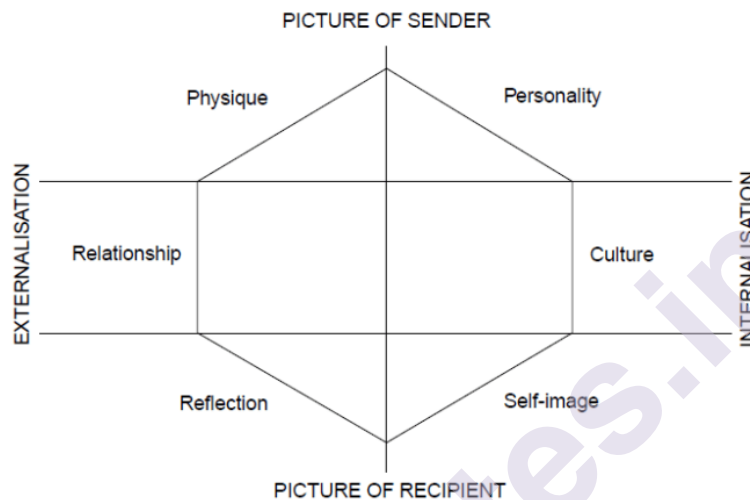 PICTURE OF SENDER
Physique
Personality
EXTERNALISATION
INTERNALISATION
Relationship
Culture
Reflection
Self-image
PICTURE OF RECIPIENT